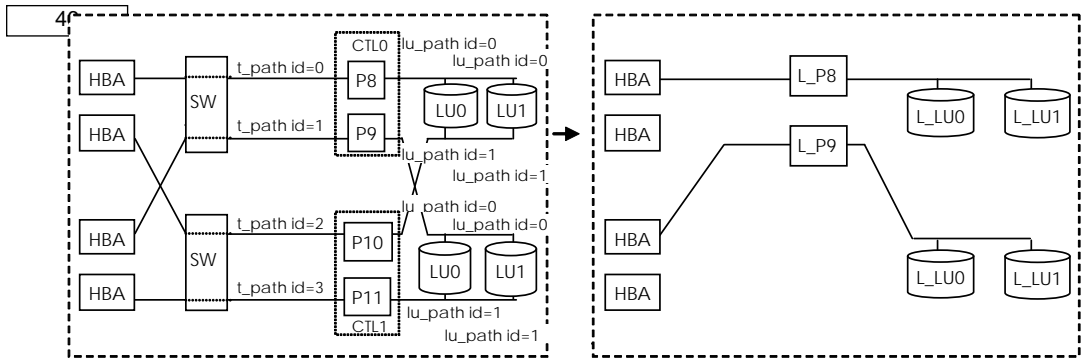 40
CTL0
lu_path id=0
lu_path id=0
HBA
t_path id=0
P8
SW
LU0
LU1
HBA
t_path id=1
P9
lu_path id=1
lu_path id=1
lu_path id=0
HBA
t_path id=2
P10
lu_path id=0
SW
LU0
LU1
HBA
t_path id=3
P11
lu_path id=1
CTL1
lu_path id=1
HBA
L_P8
L_LU0
L_LU1
HBA
L_P9
HBA
L_LU0
L_LU1
HBA